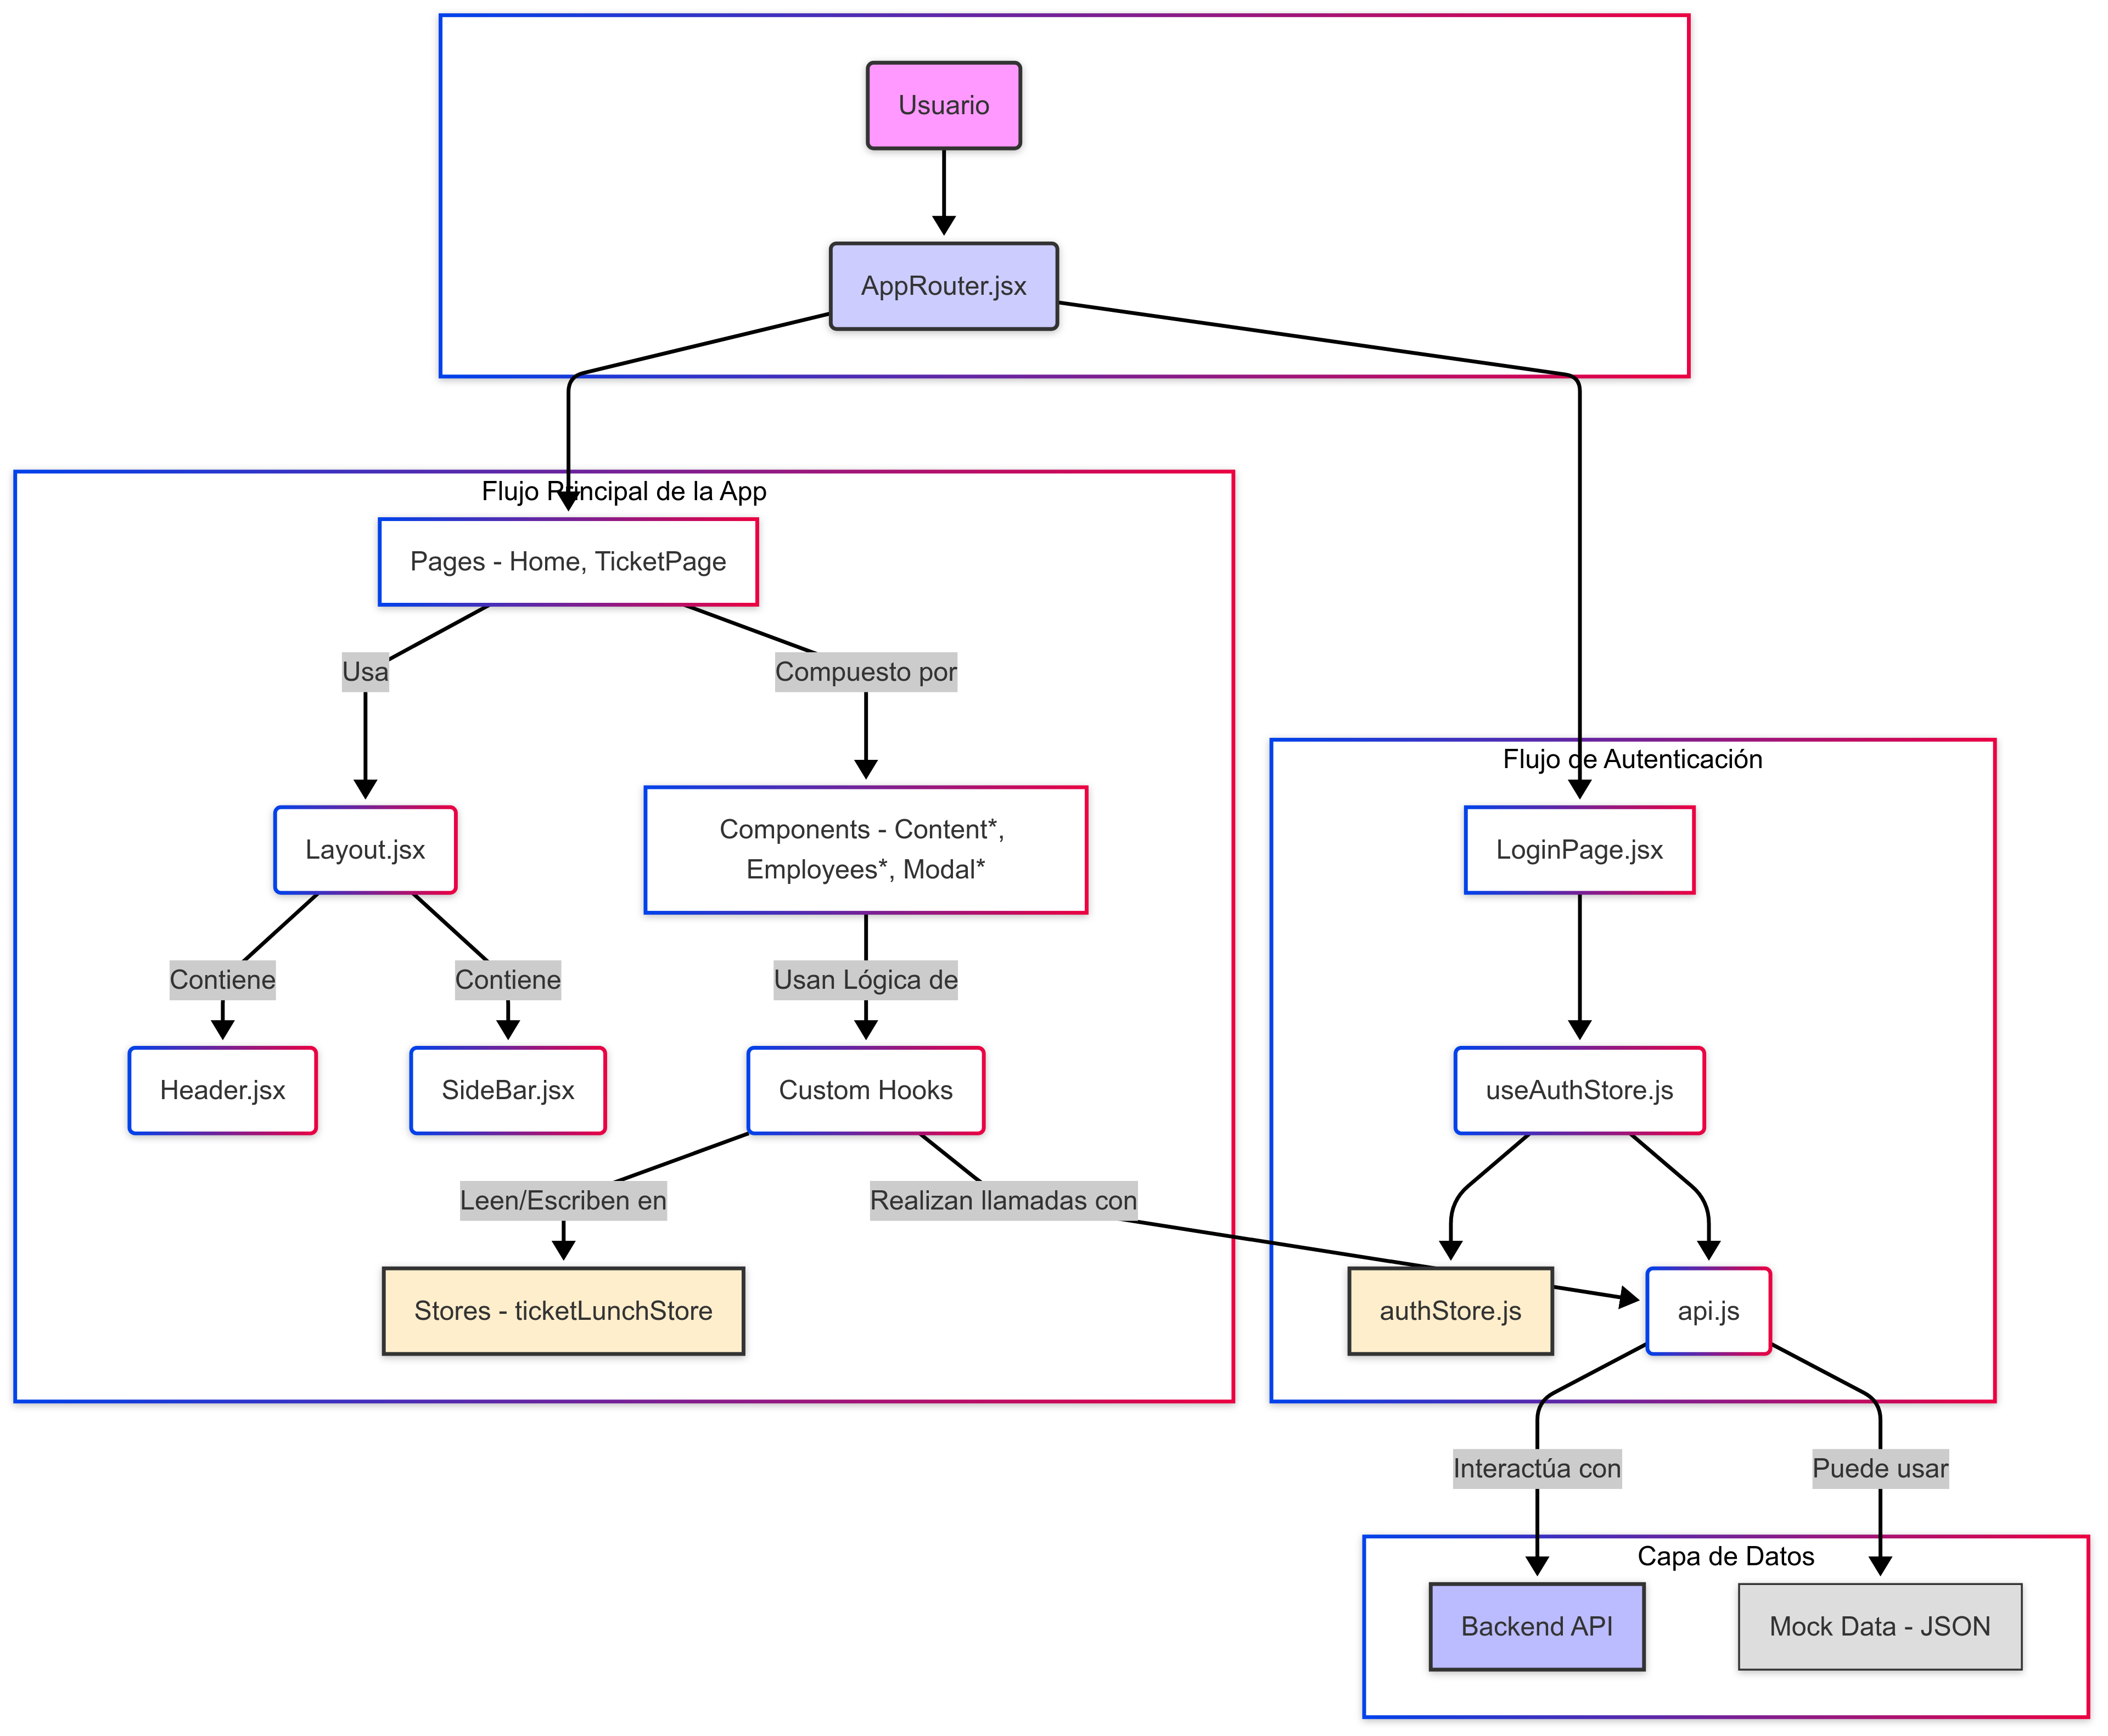 Usuario
AppRouter.jsx
Flujo Principal de la App
Pages - Home, TicketPage
Usa
Compuesto por
Flujo de Autenticación
Layout.jsx
Components - Content*,
Employees*, Modal*
LoginPage.jsx
Contiene
Contiene
Usan Lógica de
Header.jsx
SideBar.jsx
Custom Hooks
useAuthStore.js
Leen/Escriben en
Realizan llamadas con
Stores - ticketLunchStore
authStore.js
api.js
Interactúa con
Puede usar
Capa de Datos
Backend API
Mock Data - JSON